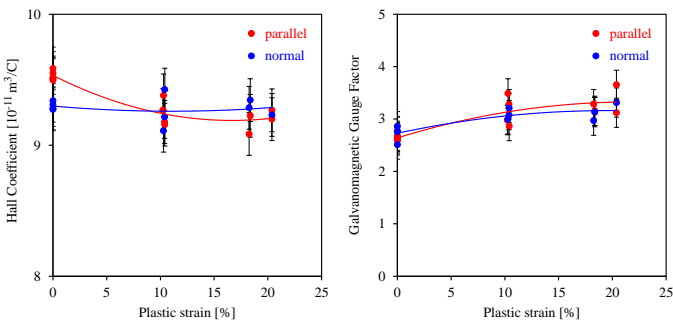 10
9
8
0
5
10
15
20
25
Hall Coefficient [10⁻¹¹ m³/C]
Plastic strain [%]
parallel
normal
5
4
3
2
1
0
0
5
10
15
20
25
Galvanomagnetic Gauge Factor
Plastic strain [%]
parallel
normal